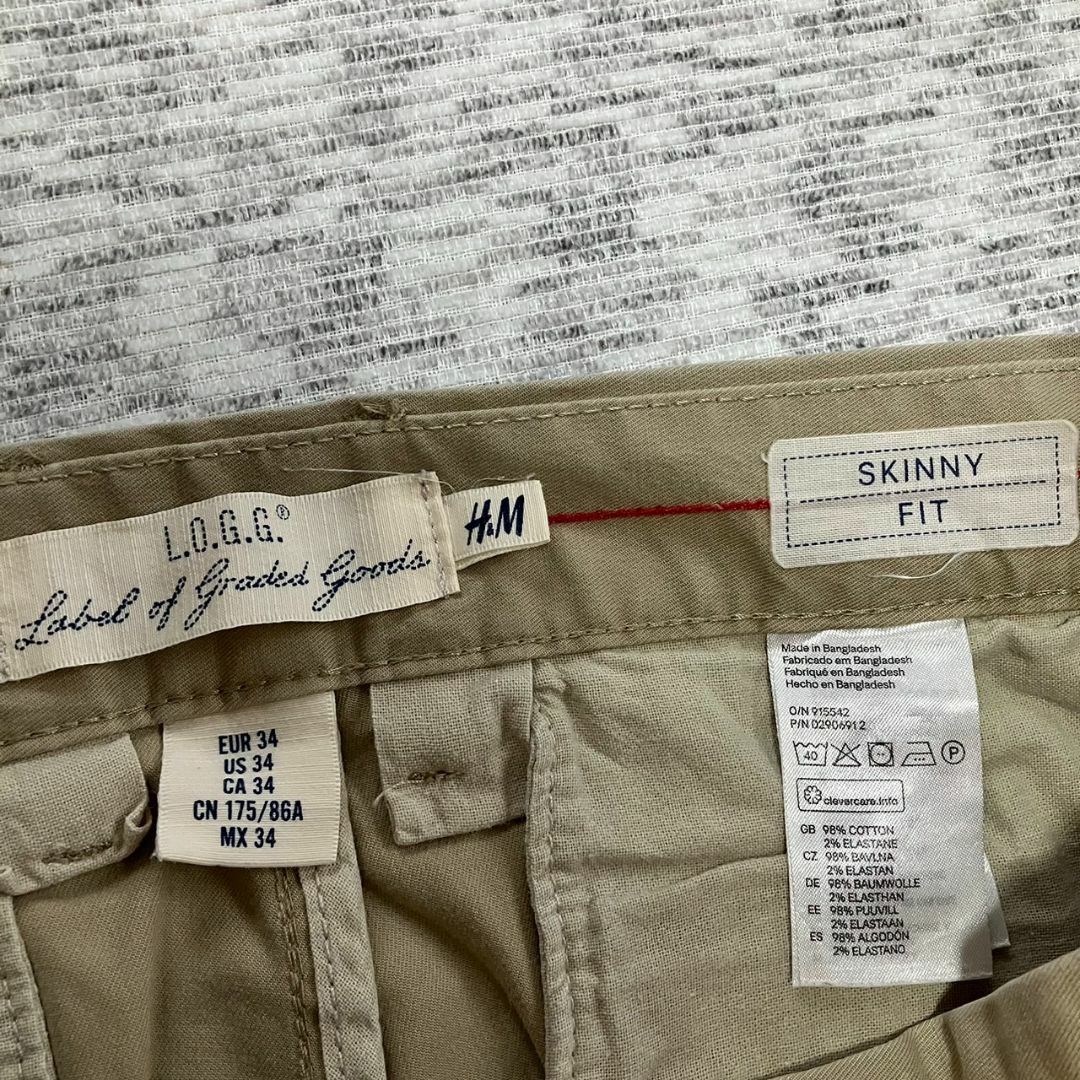 L.O.G.G.®
Label of Graded Goods
H&M
SKINNY
FIT
EUR 34
US 34
CA 34
CN 175/86A
MX 34
Made in Bangladesh
Fabricado em Bangladesh
Fabriqué en Bangladesh
Hecho en Bangladesh
O/N 915542
P/N 0290691 2
40
P
clevercare.info
GB 98% COTTON
2% ELASTANE
CZ 98% BAVLNA
2% ELASTAN
DE 98% BAUMWOLLE
2% ELASTHAN
EE 98% PUUVILL
2% ELASTAAN
ES 98% ALGODÓN
2% ELASTANO